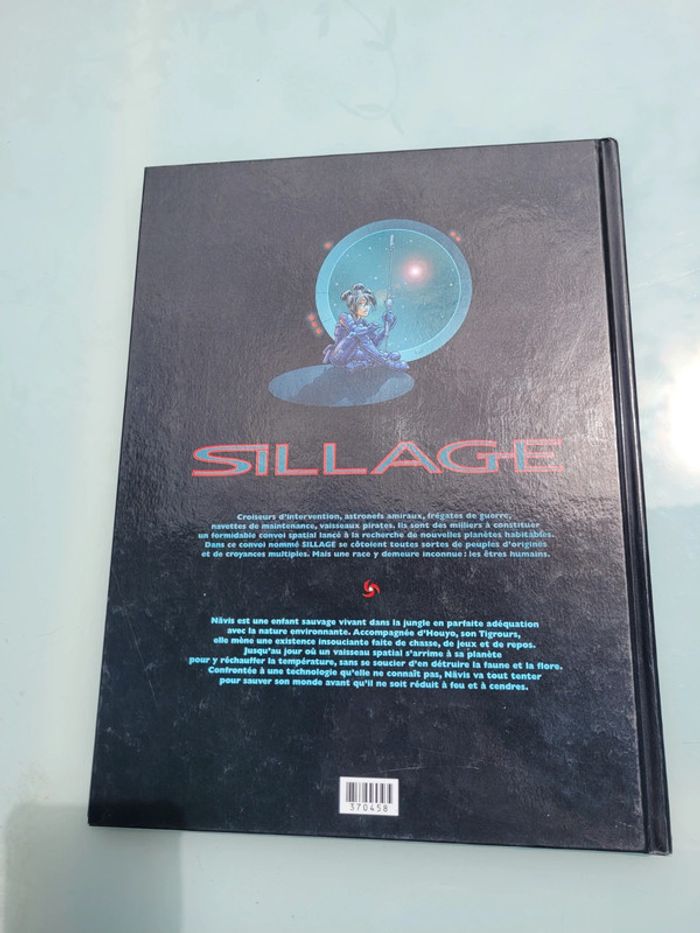 SILLAGE
Croiseurs d'intervention, astronefs amiraux, frégates de guerre,
navettes de maintenance, vaisseaux pirates. Ils sont des milliers à constituer
un formidable convoi spatial lancé à la recherche de nouvelles planètes habitables.
Dans ce convoi nommé SILLAGE se côtoient toutes sortes de peuples d'origines
et de croyances multiples. Mais une race y demeure inconnue : les êtres humains.
Nävis est une enfant sauvage vivant dans la jungle en parfaite adéquation
avec la nature environnante. Accompagnée d'Houyo, son Tigrours,
elle mène une existence insouciante faite de chasse, de jeux et de repos.
Jusqu'au jour où un vaisseau spatial s'arrime à sa planète
pour y réchauffer la température, sans se soucier d'en détruire la faune et la flore.
Confrontée à une technologie qu'elle ne connaît pas, Nävis va tout tenter
pour sauver son monde avant qu'il ne soit réduit à feu et à cendres.
370458